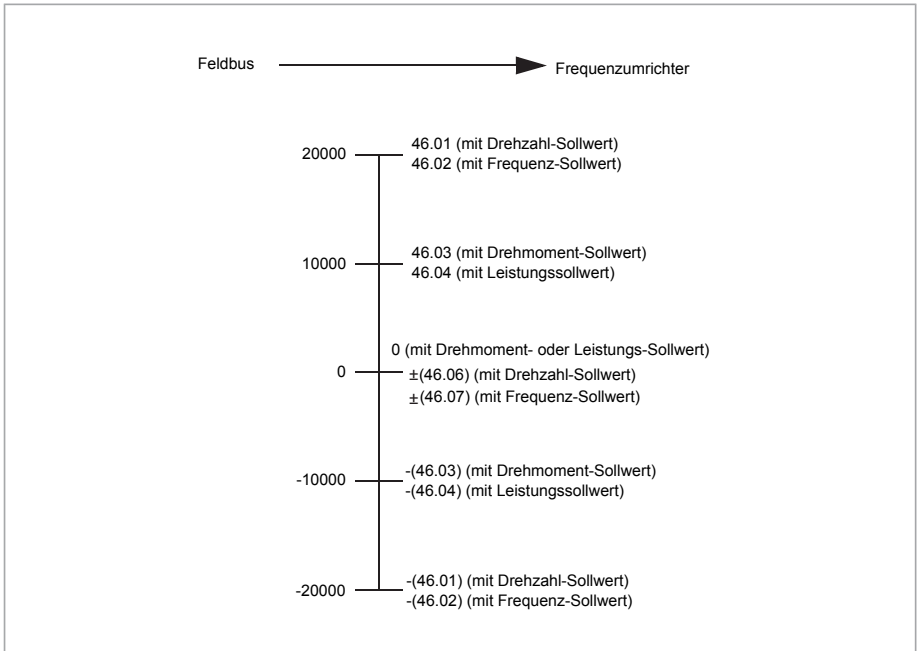 Feldbus
Frequenzumrichter
20000
46.01 (mit Drehzahl-Sollwert)
46.02 (mit Frequenz-Sollwert)
10000
46.03 (mit Drehmoment-Sollwert)
46.04 (mit Leistungssollwert)
0 (mit Drehmoment- oder Leistungs-Sollwert)
0
±(46.06) (mit Drehzahl-Sollwert)
±(46.07) (mit Frequenz-Sollwert)
-10000
-(46.03) (mit Drehmoment-Sollwert)
-(46.04) (mit Leistungssollwert)
-20000
-(46.01) (mit Drehzahl-Sollwert)
-(46.02) (mit Frequenz-Sollwert)